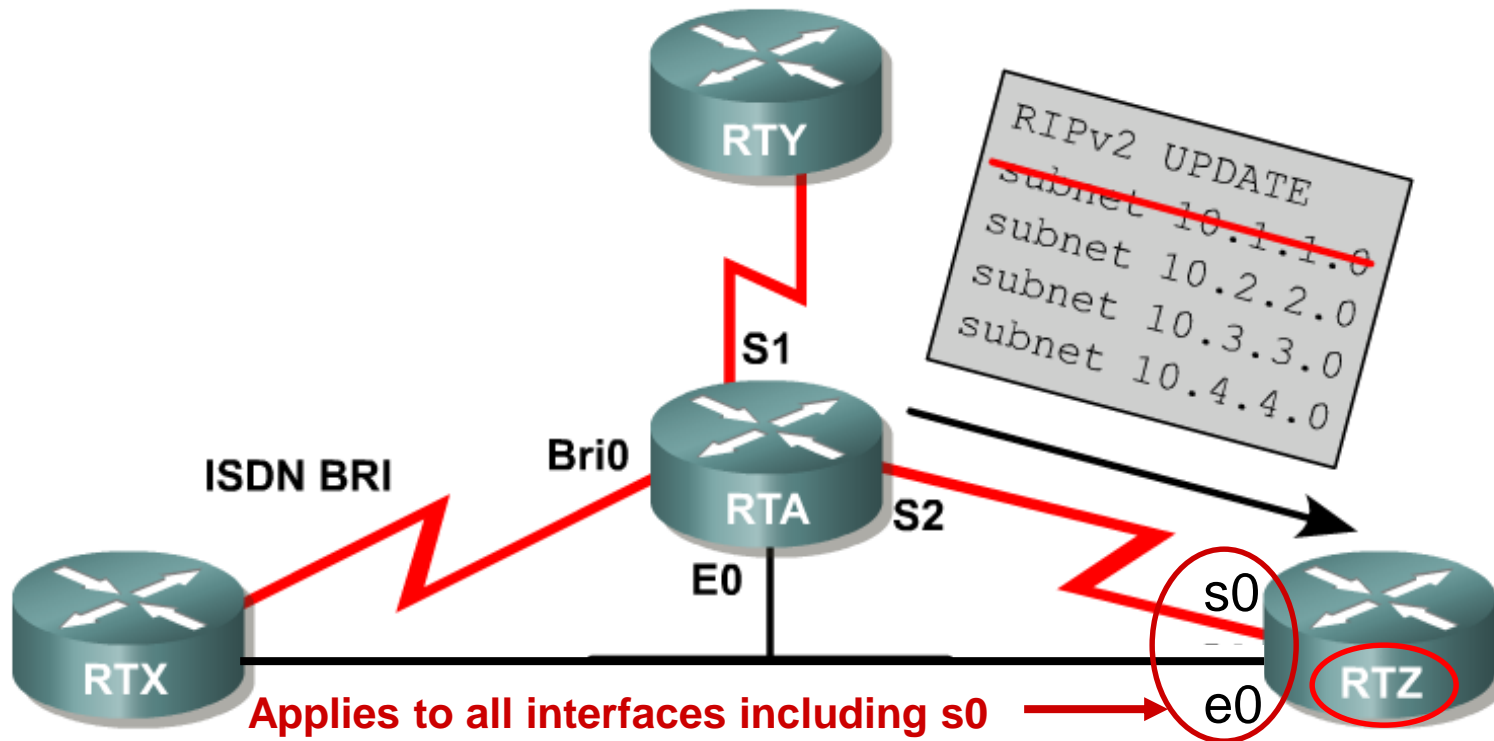 RTY
RIPv2 UPDATE
subnet 10.1.1.0
subnet 10.2.2.0
subnet 10.3.3.0
subnet 10.4.4.0
S1
ISDN BRI
Bri0
RTA
S2
E0
s0
RTX
RTZ
Applies to all interfaces including s0
e0